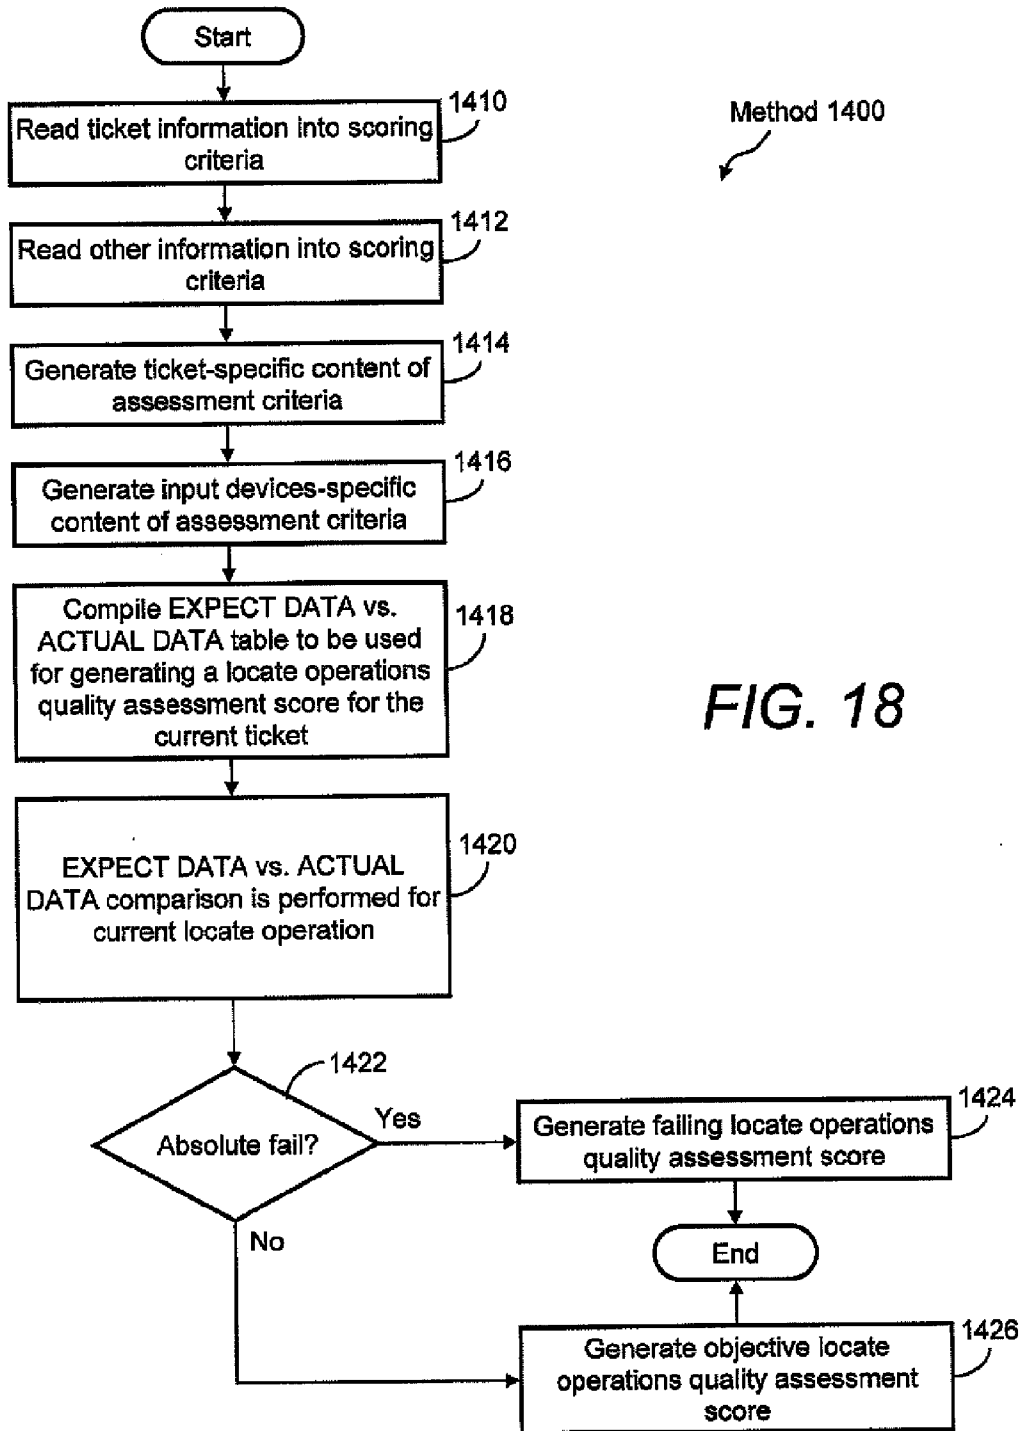 Start
1410
Read ticket information into scoring
criteria
Method 1400
1412
Read other information into scoring
criteria
1414
Generate ticket-specific content of
assessment criteria
1416
Generate input devices-specific
content of assessment criteria
1418
Compile EXPECT DATA vs.
ACTUAL DATA table to be used
for generating a locate operations
quality assessment score for the
current ticket
FIG. 18
1420
EXPECT DATA vs. ACTUAL
DATA comparison is performed for
current locate operation
1422
Absolute fail?
Yes
No
1424
Generate failing locate operations
quality assessment score
End
1426
Generate objective locate
operations quality assessment
score